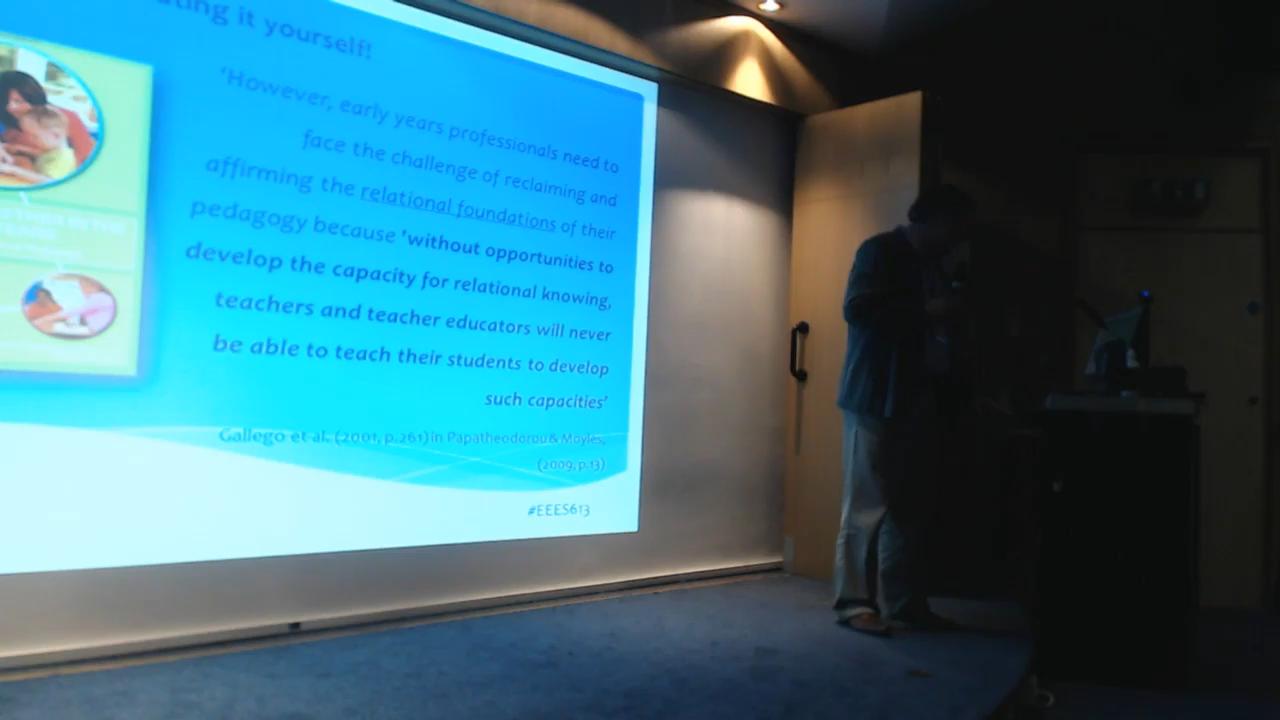 it yourself!
'However, early years professionals need to
face the challenge of reclaiming and
affirming the relational foundations of their
pedagogy because 'without opportunities to
develop the capacity for relational knowing,
teachers and teacher educators will never
be able to teach their students to develop
such capacities'
Gallego et al. (2001, p.261)in Papatheodorou & Moyles,
(2009, p.13)
#EEES613